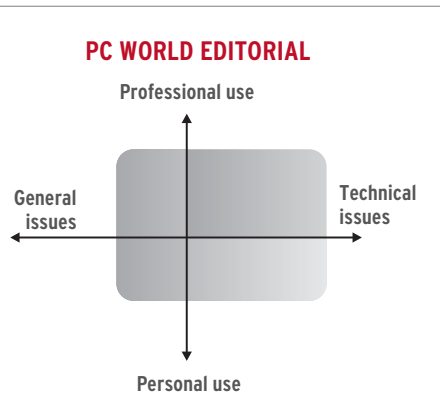 PC WORLD EDITORIAL
Professional use
General
issues
Technical
issues
Personal use